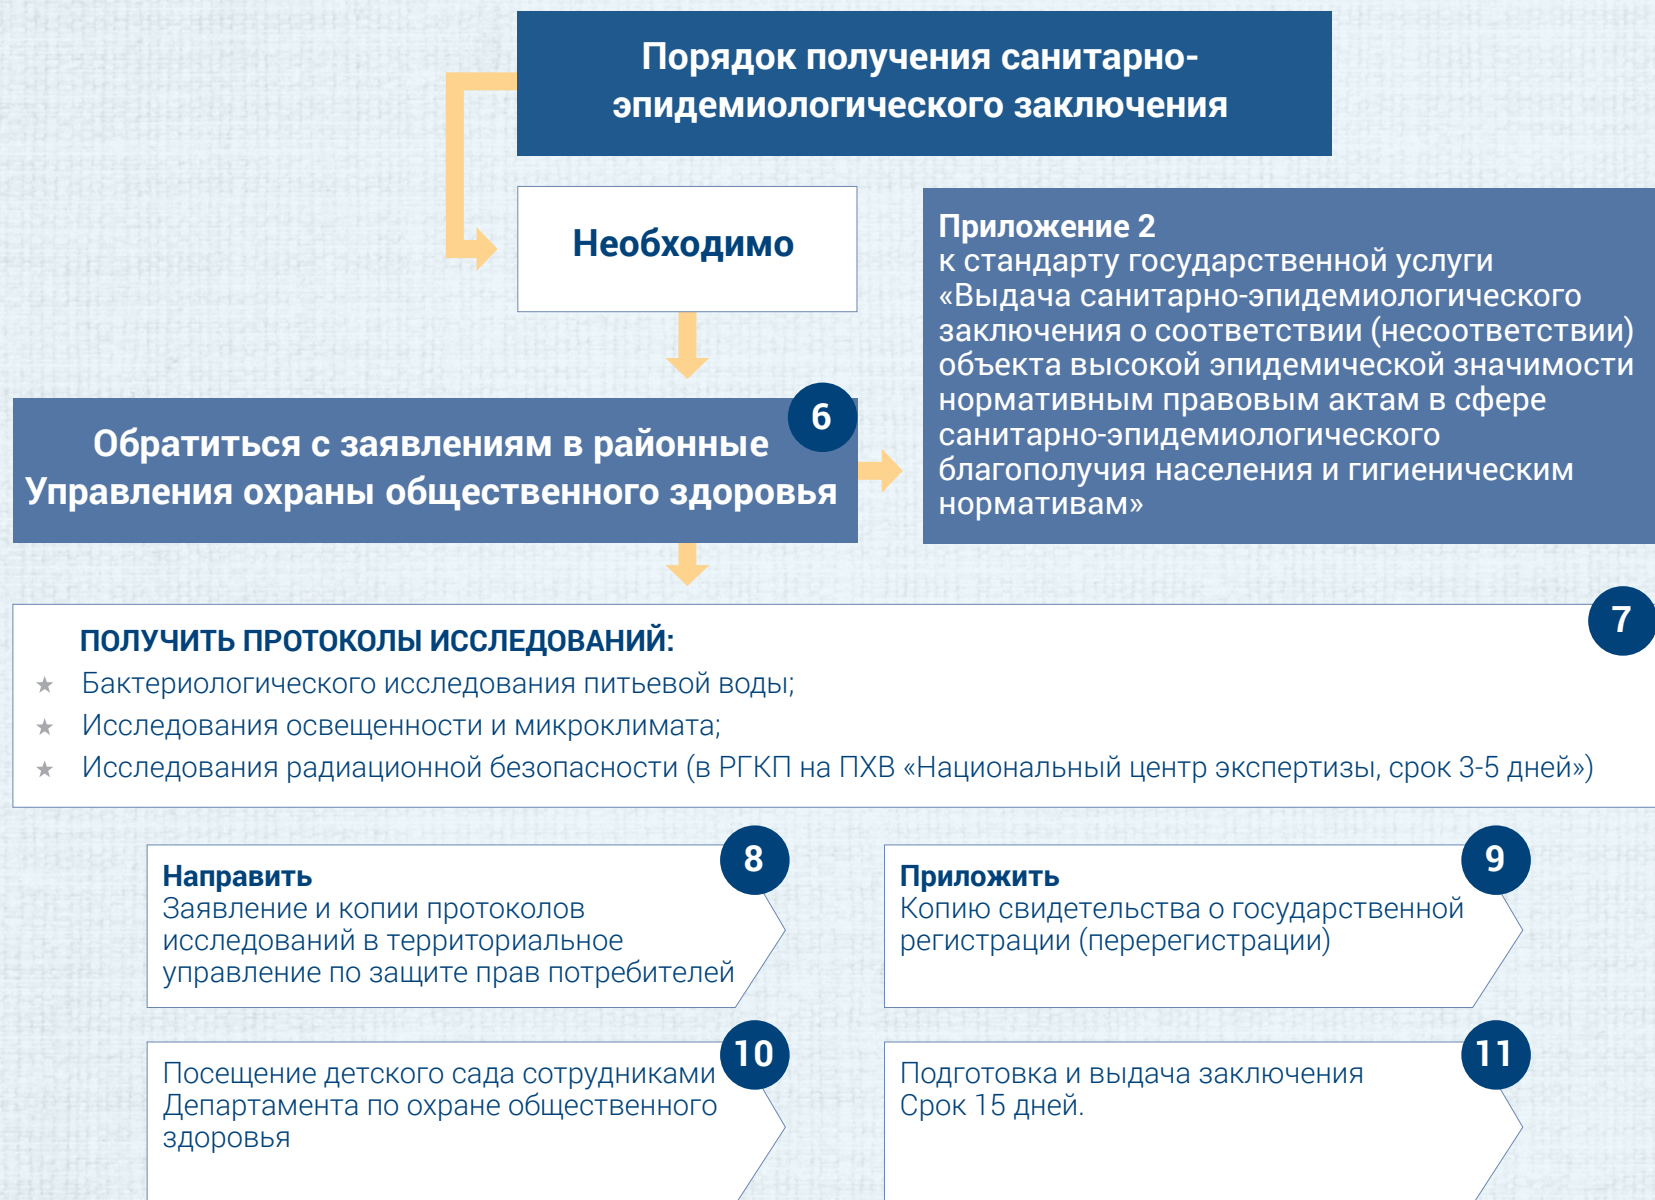 Порядок получения санитарно-
эпидемиологического заключения
Необходимо
Приложение 2
к стандарту государственной услуги
«Выдача санитарно-эпидемиологического
заключения о соответствии (несоответствии)
объекта высокой эпидемической значимости
нормативным правовым актам в сфере
санитарно-эпидемиологического
благополучия населения и гигиеническим
нормативам»
6
Обратиться с заявлениям в районные
Управления охраны общественного здоровья
7
ПОЛУЧИТЬ ПРОТОКОЛЫ ИССЛЕДОВАНИЙ:
★ Бактериологического исследования питьевой воды;
★ Исследования освещенности и микроклимата;
★ Исследования радиационной безопасности (в РГКП на ПХВ «Национальный центр экспертизы, срок 3-5 дней»)
8
Направить
Заявление и копии протоколов
исследований в территориальное
управление по защите прав потребителей
9
Приложить
Копию свидетельства о государственной
регистрации (перерегистрации)
10
Посещение детского сада сотрудниками
Департамента по охране общественного
здоровья
11
Подготовка и выдача заключения
Срок 15 дней.